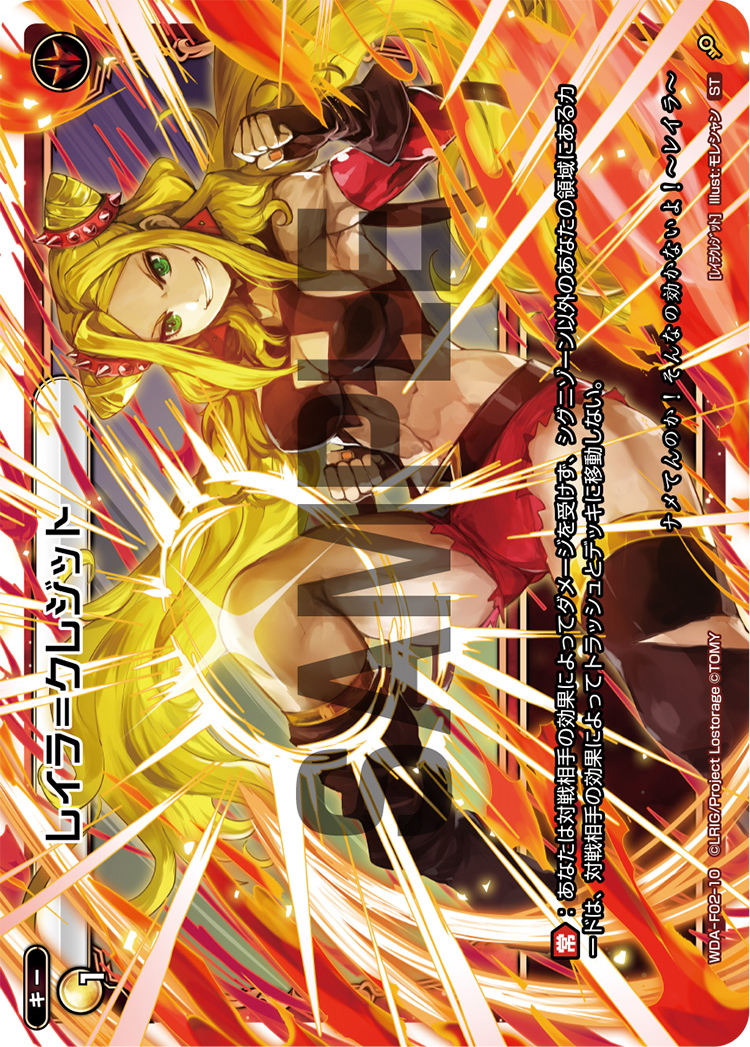 キー
1
レイラ＝クレジット
SAMPLE
常：あなたは対戦相手の効果によってダメージを受けず、シグニゾーン以外のあなたの領域にあるカ
ードは、対戦相手の効果によってトラッシュとデッキに移動しない。
ナメてんのか！そんなの効かないよ！～レイラ～
WDA-F02-10 ©LRIG/Project Lostorage ©TOMY
[レイラ/クレジット] Illust:モレシャン ST